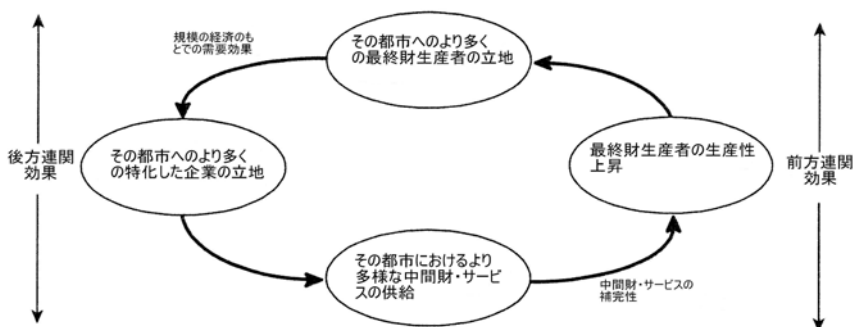 規模の経済のも
とでの需要効果
その都市へのより多く
の最終財生産者の立地
後方連関
効果
その都市へのより多く
の特化した企業の立地
最終財生産者の生産性
上昇
前方連関
効果
その都市におけるより
多様な中間財・サービ
スの供給
中間財・サービスの
補完性